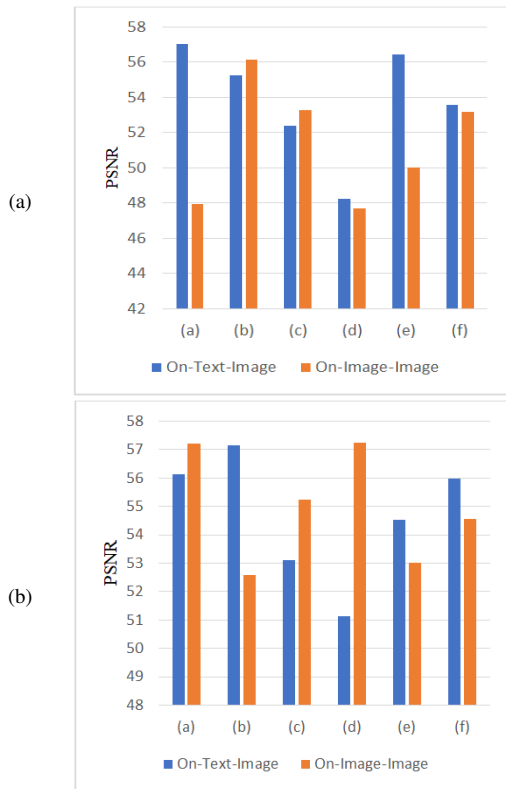 (a)
PSNR
58
56
54
52
50
48
46
44
42
(a) (b) (c) (d) (e) (f)
On-Text-Image On-Image-Image
(b)
PSNR
58
57
56
55
54
53
52
51
50
49
48
(a) (b) (c) (d) (e) (f)
On-Text-Image On-Image-Image